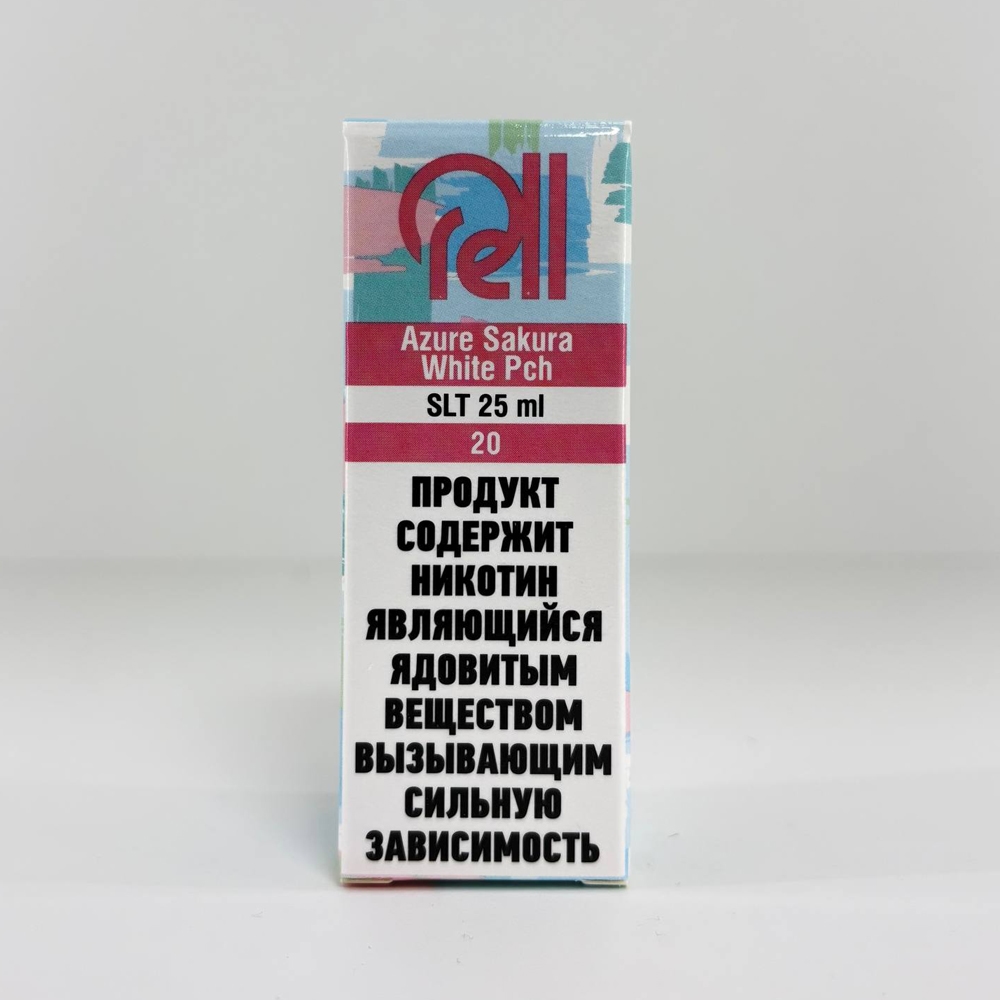 rell
Azure Sakura
White Pch
SLT 25 ml
20
ПРОДУКТ
СОДЕРЖИТ
НИКОТИН
ЯВЛЯЮЩИЙСЯ
ЯДОВИТЫМ
ВЕЩЕСТВОМ
ВЫЗЫВАЮЩИМ
СИЛЬНУЮ
ЗАВИСИМОСТЬ